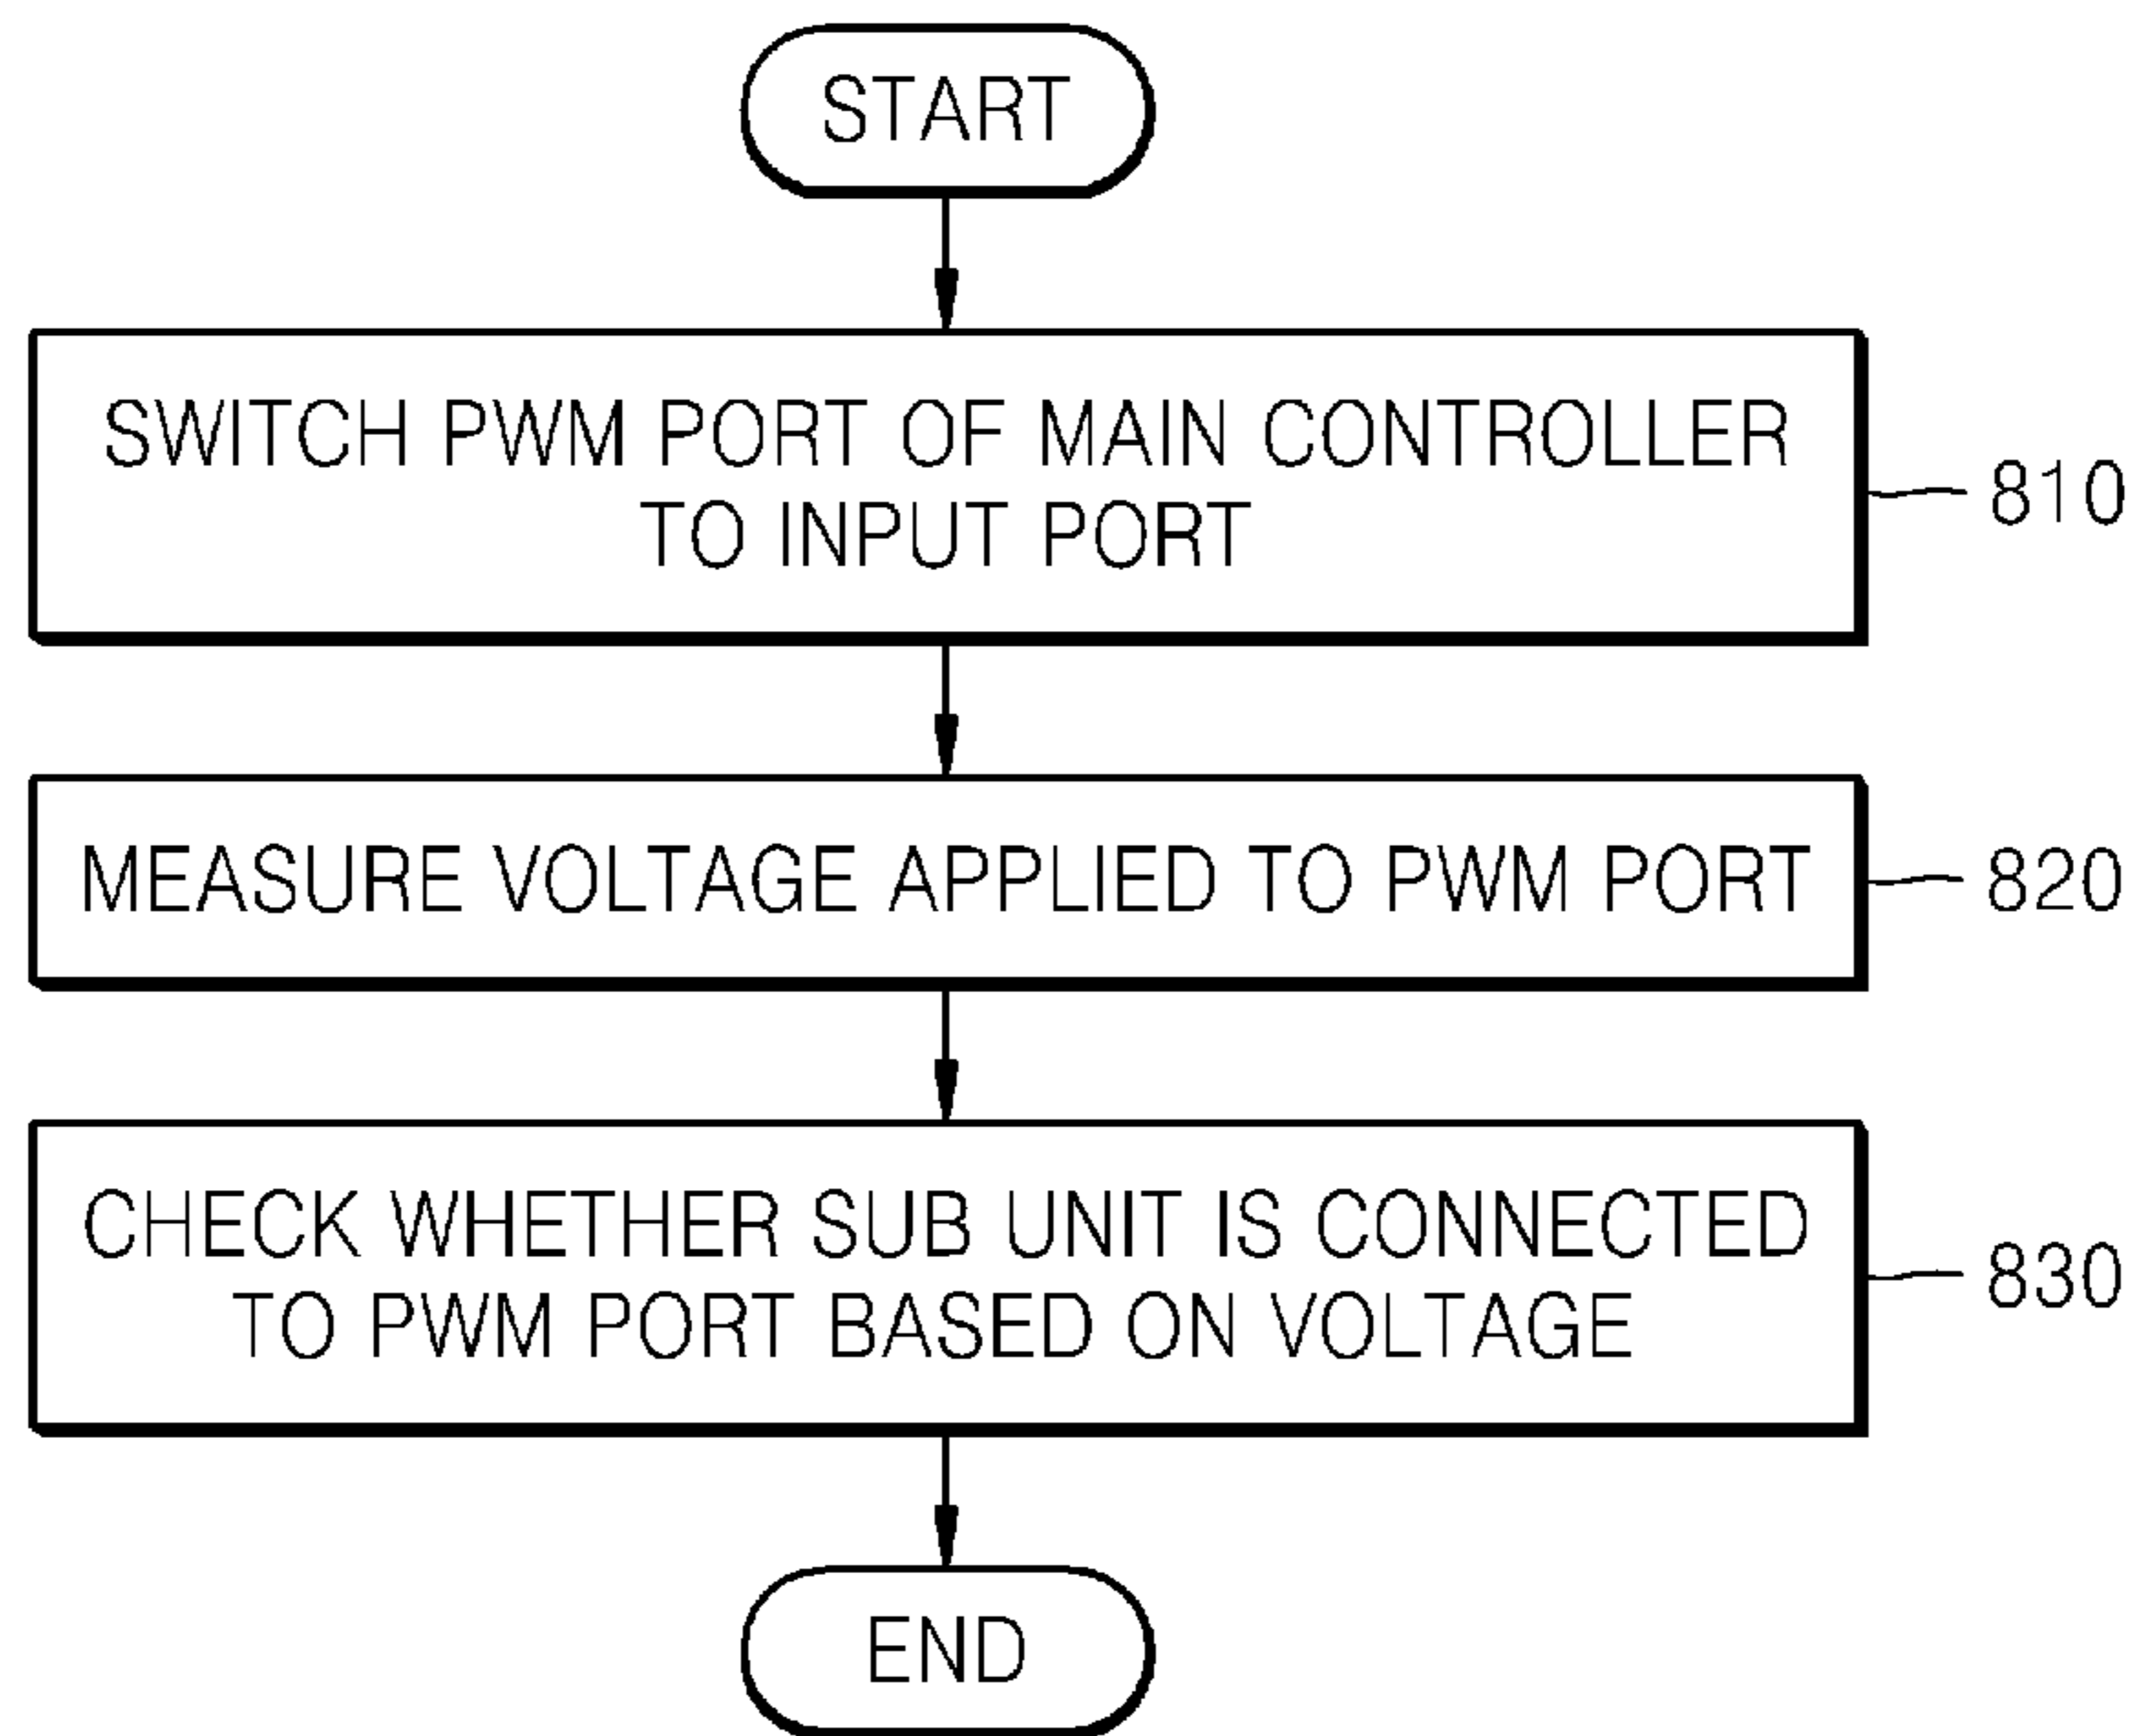 START
SWITCH PWM PORT OF MAIN CONTROLLER
TO INPUT PORT
810
MEASURE VOLTAGE APPLIED TO PWM PORT
820
CHECK WHETHER SUB UNIT IS CONNECTED
TO PWM PORT BASED ON VOLTAGE
830
END